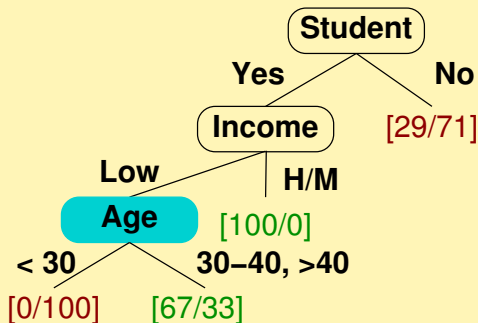 Student
Yes No
Income [29/71]
Low H/M
Age [100/0]
< 30 30–40, >40
[0/100] [67/33]